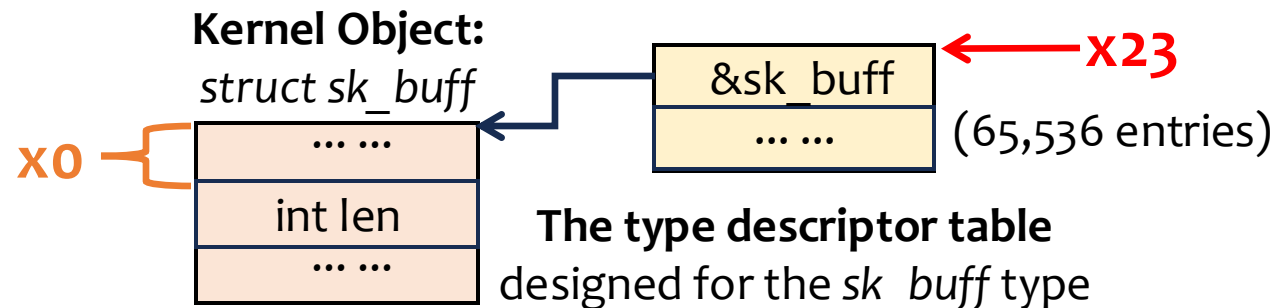 Kernel Object:
struct sk_buff
x0
... ...
int len
... ...
&sk_buff
... ...
x23
(65,536 entries)
The type descriptor table
designed for the sk_buff type